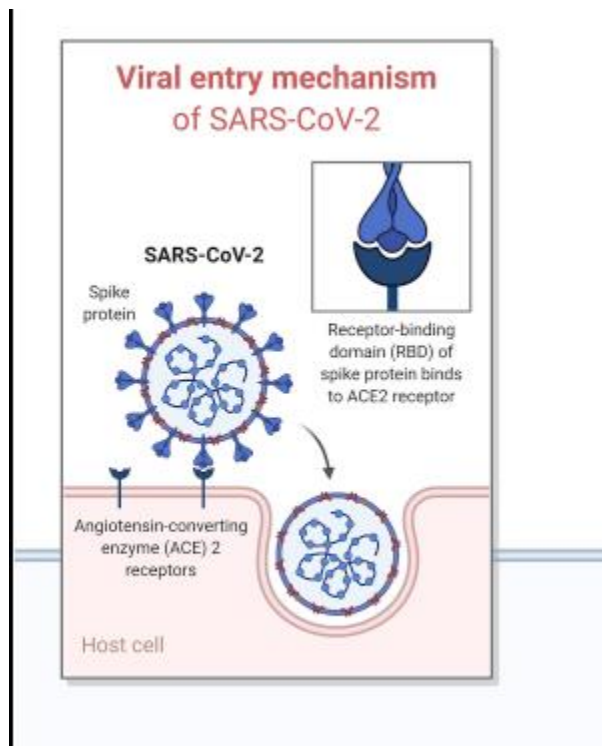 Viral entry mechanism
of SARS-CoV-2
SARS-CoV-2
Spike
protein
Receptor-binding
domain (RBD) of
spike protein binds
to ACE2 receptor
Angiotensin-converting
enzyme (ACE) 2
receptors
Host cell